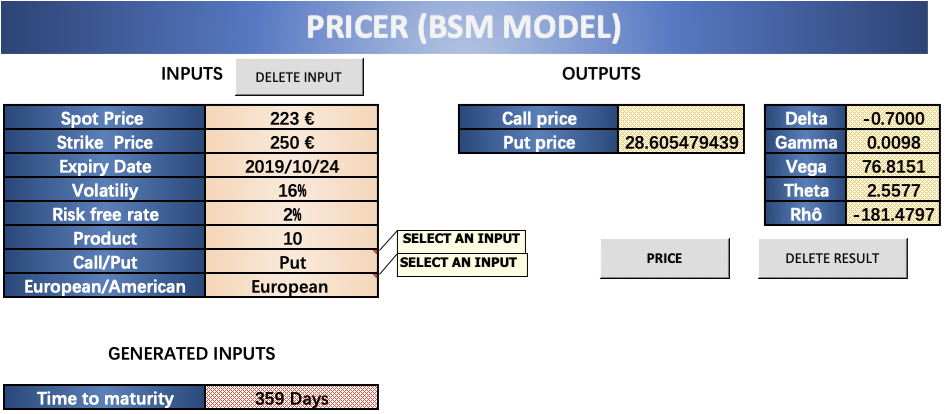 PRICER (BSM MODEL)
INPUTS
DELETE INPUT
OUTPUTS
Spot Price 223 €
Strike Price 250 €
Expiry Date 2019/10/24
Volatiliy 16%
Risk free rate 2%
Product 10
Call/Put Put
European/American European
SELECT AN INPUT
SELECT AN INPUT
Call price
Put price 28.605479439
Delta -0.7000
Gamma 0.0098
Vega 76.8151
Theta 2.5577
Rhô -181.4797
PRICE
DELETE RESULT
GENERATED INPUTS
Time to maturity 359 Days